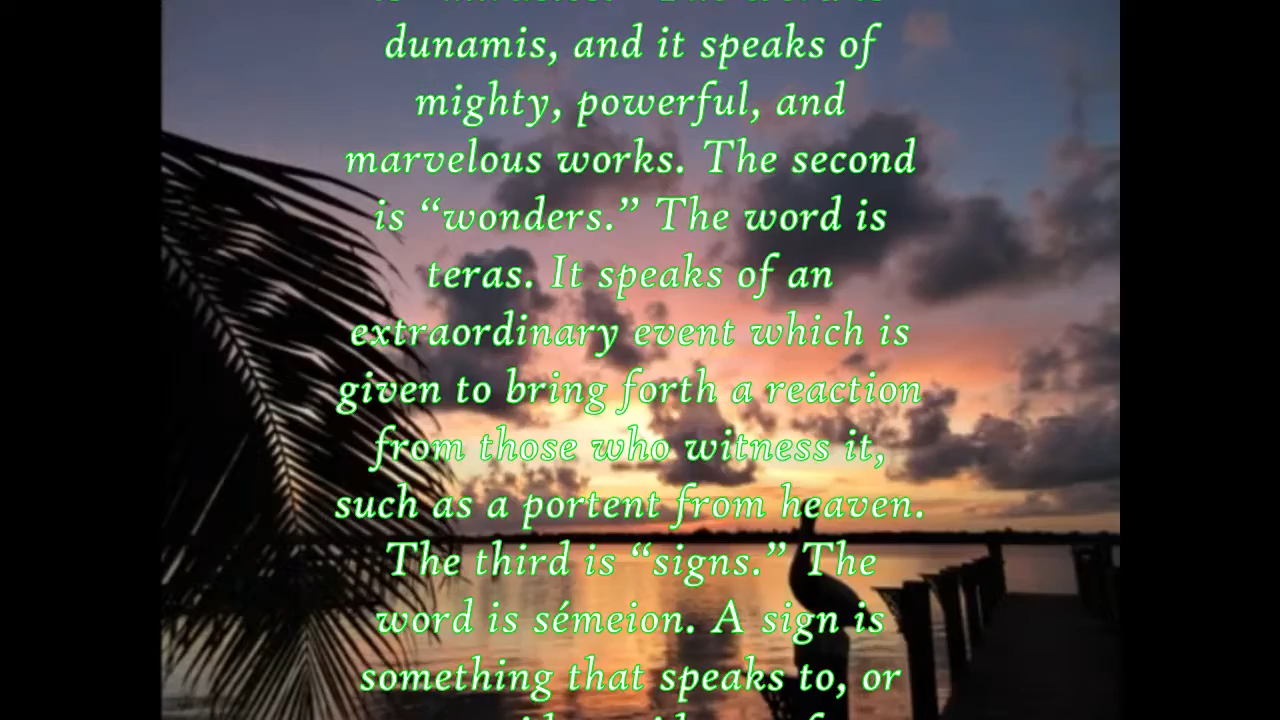 dunamis, and it speaks of
mighty, powerful, and
marvelous works. The second
is “wonders.” The word is
teras. It speaks of an
extraordinary event which is
given to bring forth a reaction
from those who witness it,
such as a portent from heaven.
The third is “signs.” The
word is sémeion. A sign is
something that speaks to, or